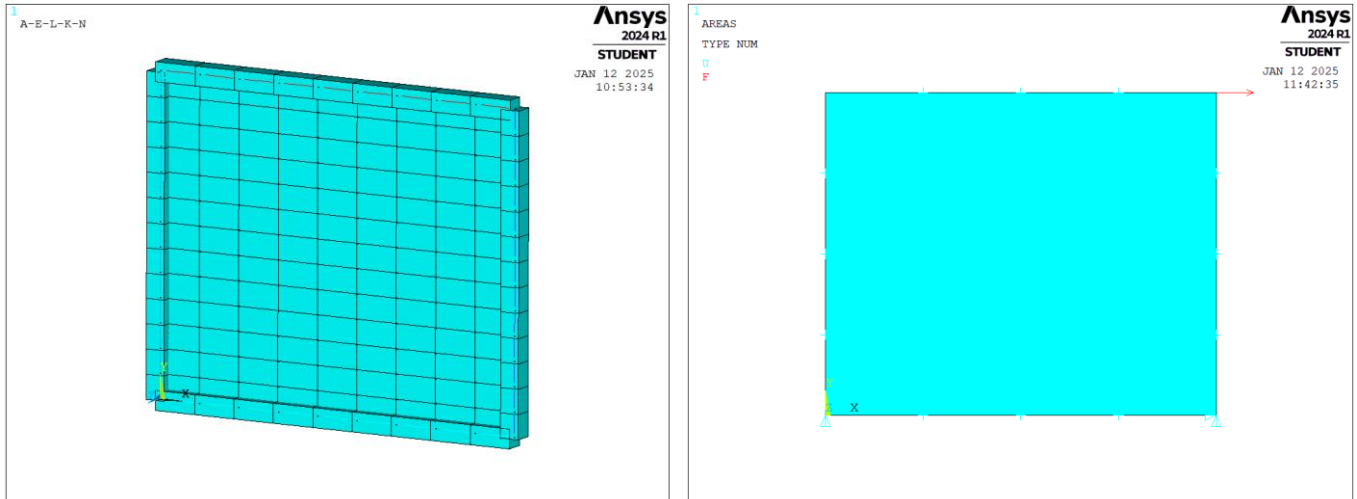 1
A-E-L-K-N
Ansys
2024 R1
STUDENT
JAN 12 2025
10:53:34
Y
X
1
AREAS
TYPE NUM
U
F
Ansys
2024 R1
STUDENT
JAN 12 2025
11:42:35
Y
X